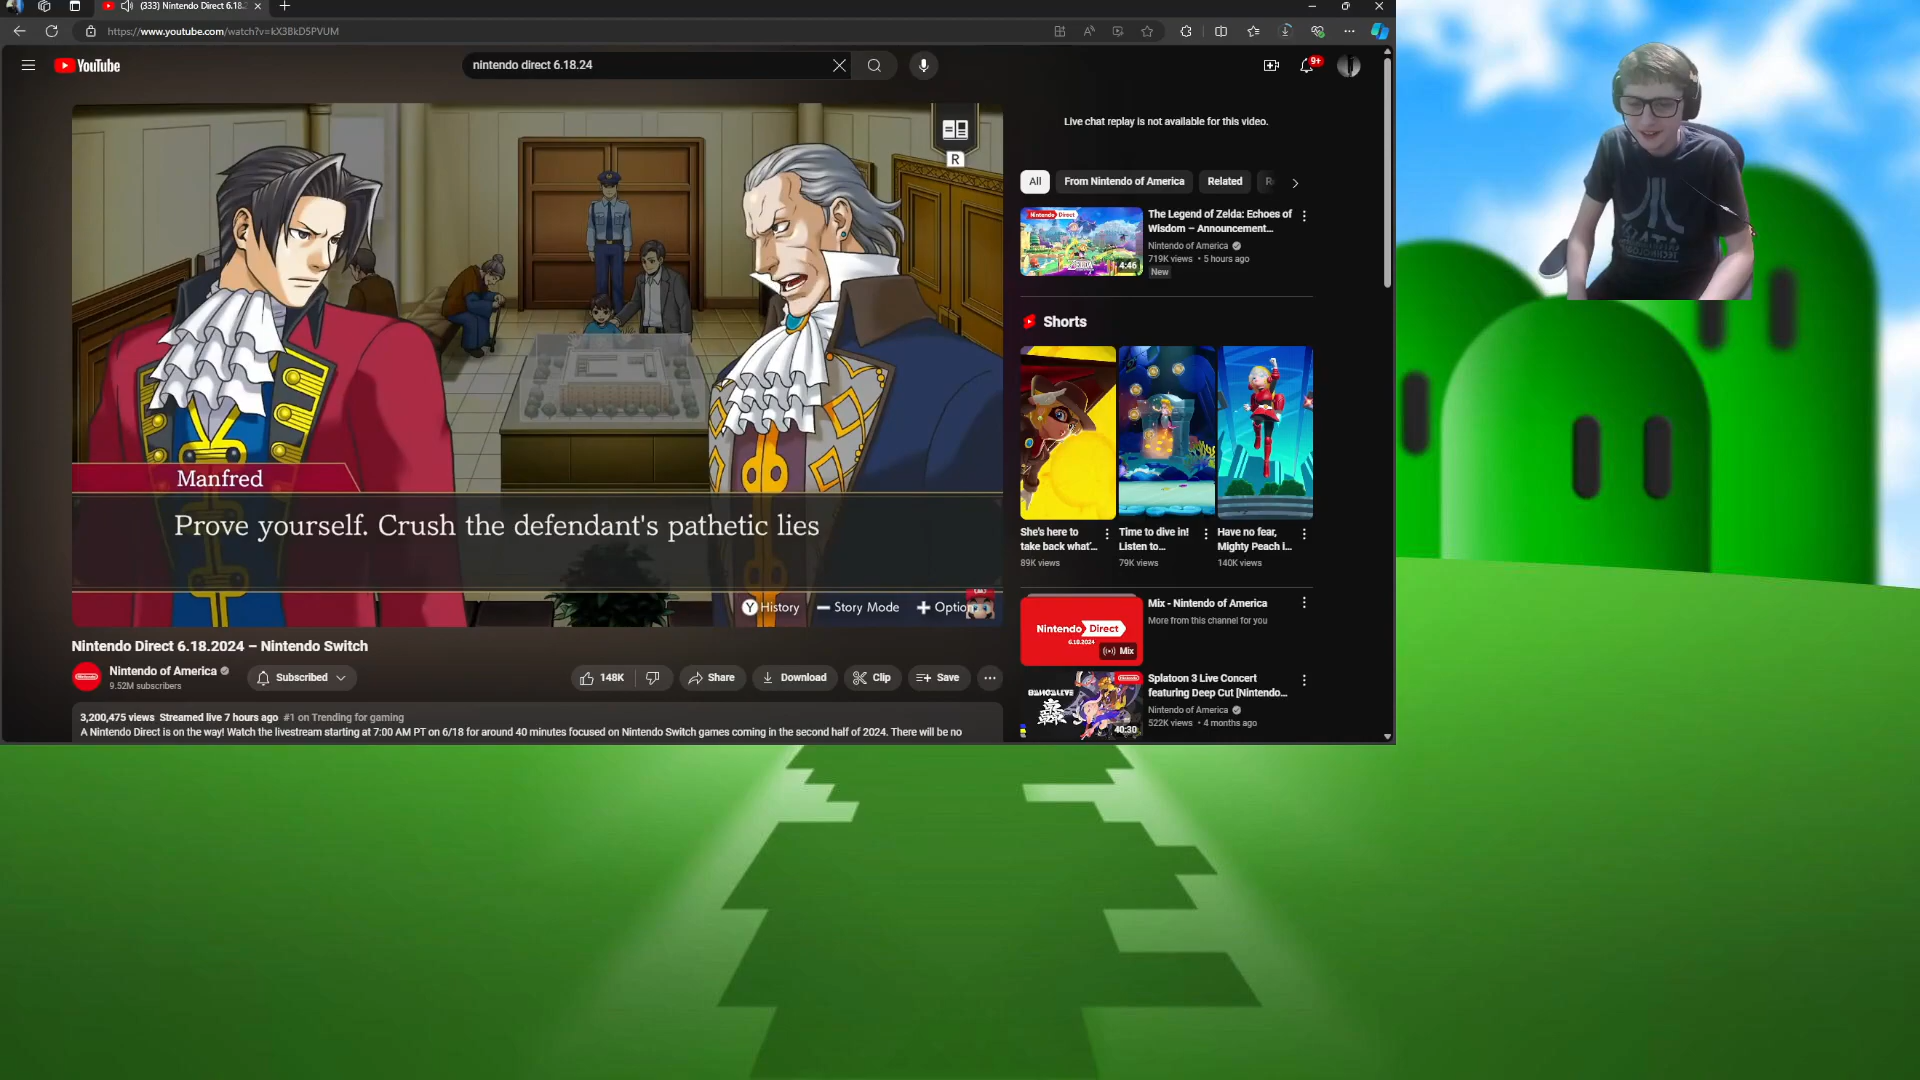 (333) Nintendo Direct 6.18.2
https://www.youtube.com/watch?v=kX3BkD5PVUM
YouTube
nintendo direct 6.18.24
9+
R
Manfred
Prove yourself. Crush the defendant's pathetic lies
Y History
Story Mode
Optio
Nintendo Direct 6.18.2024 – Nintendo Switch
Nintendo of America
9.52M subscribers
Subscribed
148K
Share
Download
Clip
Save
3,200,475 views Streamed live 7 hours ago #1 on Trending for gaming
A Nintendo Direct is on the way! Watch the livestream starting at 7:00 AM PT on 6/18 for around 40 minutes focused on Nintendo Switch games coming in the second half of 2024. There will be no
Live chat replay is not available for this video.
All
From Nintendo of America
Related
Nintendo Direct
ZELDA
4:46
The Legend of Zelda: Echoes of
Wisdom – Announcement...
Nintendo of America
719K views • 5 hours ago
New
Shorts
She's here to
take back what'...
89K views
Time to dive in!
Listen to...
79K views
Have no fear,
Mighty Peach i...
140K views
Nintendo Direct
6.18.2024
Mix
Mix - Nintendo of America
More from this channel for you
40:30
Splatoon 3 Live Concert
featuring Deep Cut [Nintendo...
Nintendo of America
522K views • 4 months ago
ATARI